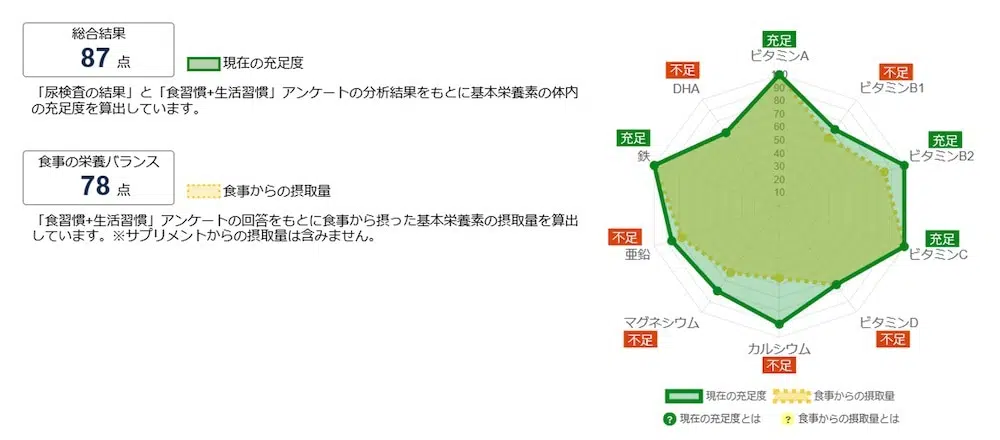 総合結果
87 点
現在の充足度
「尿検査の結果」と「食習慣+生活習慣」アンケートの分析結果をもとに基本栄養素の体内
の充足度を算出しています。
食事の栄養バランス
78 点
食事からの摂取量
「食習慣+生活習慣」アンケートの回答をもとに食事から摂った基本栄養素の摂取量を算出
しています。※サプリメントからの摂取量は含みません。
充足
ビタミンA
不足
ビタミンB1
充足
ビタミンB2
充足
ビタミンC
ビタミンD
不足
カルシウム
不足
マグネシウム
不足
不足
亜鉛
充足
鉄
不足
DHA
100
90
80
70
60
50
40
30
20
10
現在の充足度
食事からの摂取量
? 現在の充足度とは
? 食事からの摂取量とは